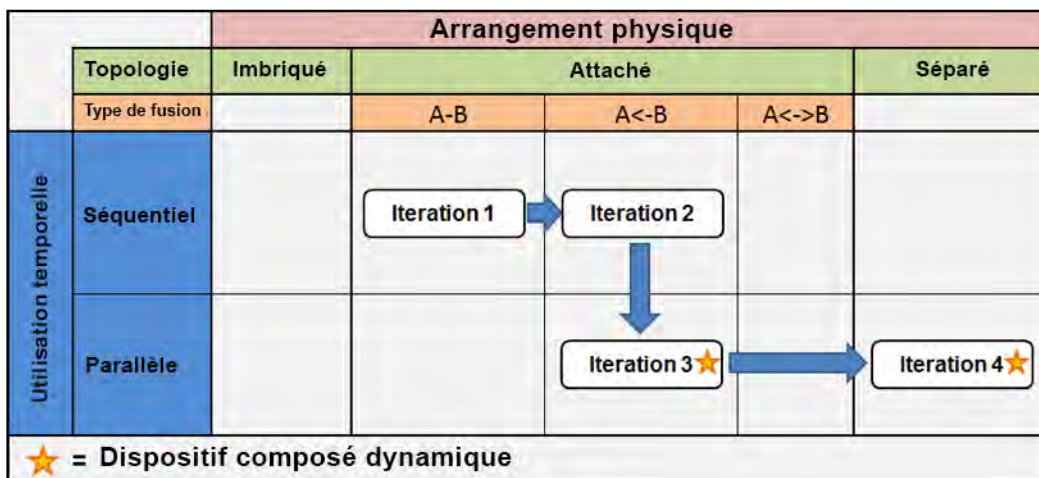 Arrangement physique
Topologie Imbriqué Attaché Séparé
Type de fusion A-B A<-B A<->B
Utilisation temporelle
Séquentiel Iteration 1 Iteration 2
Parallèle Iteration 3 Iteration 4
= Dispositif composé dynamique